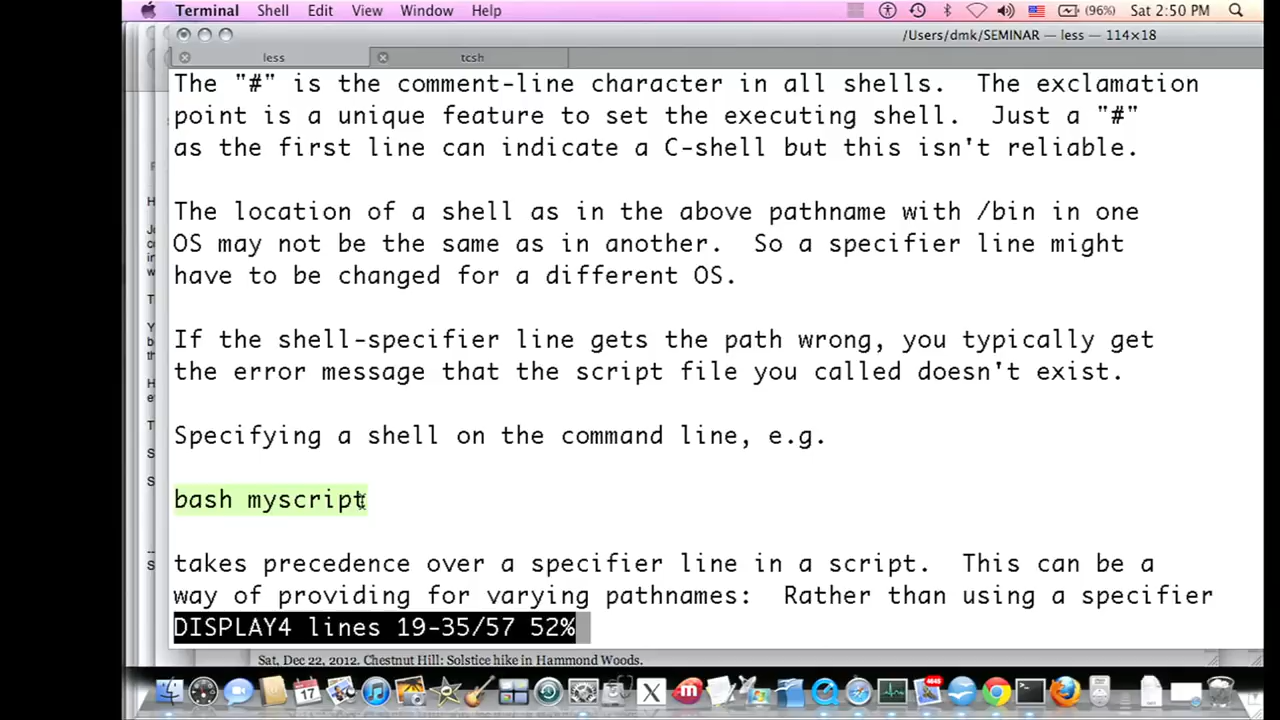 Terminal Shell Edit View Window Help (96%) Sat 2:50 PM
/Users/dmk/SEMINAR — less — 114×18
less tcsh
The "#" is the comment-line character in all shells. The exclamation
point is a unique feature to set the executing shell. Just a "#"
as the first line can indicate a C-shell but this isn't reliable.
The location of a shell as in the above pathname with /bin in one
OS may not be the same as in another. So a specifier line might
have to be changed for a different OS.
If the shell-specifier line gets the path wrong, you typically get
the error message that the script file you called doesn't exist.
Specifying a shell on the command line, e.g.
bash myscript
takes precedence over a specifier line in a script. This can be a
way of providing for varying pathnames: Rather than using a specifier
DISPLAY4 lines 19-35/57 52%
Sat, Dec 22, 2012. Chestnut Hill: Solstice hike in Hammond Woods.
17